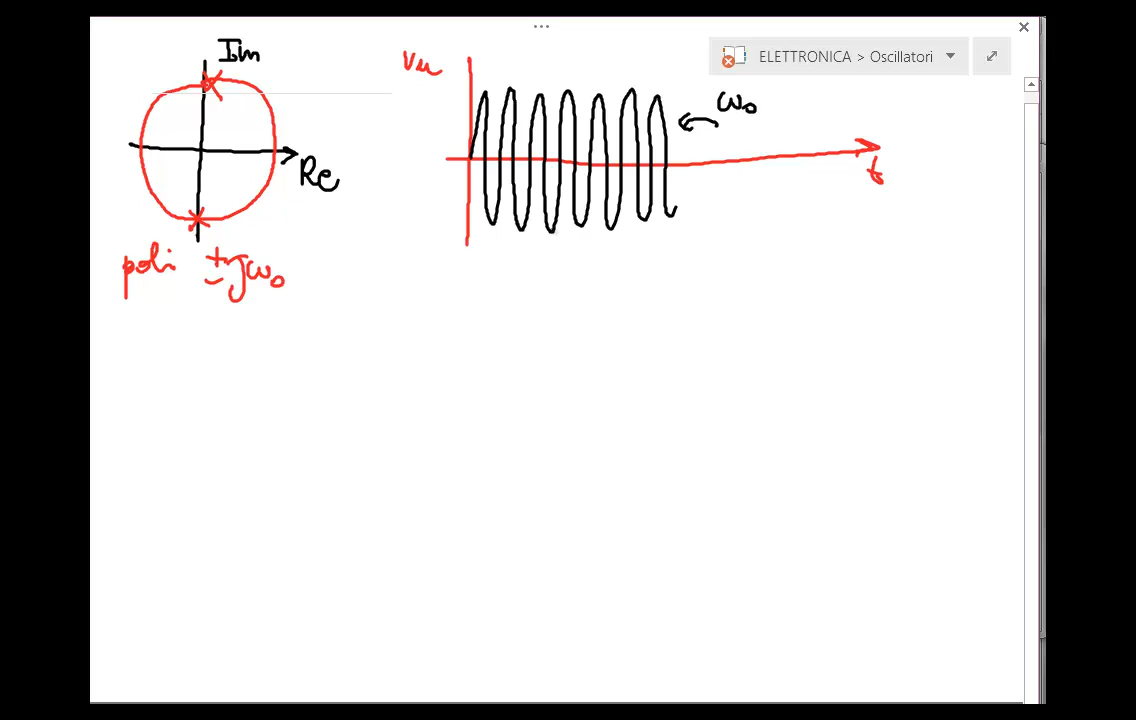 ELETTRONICA > Oscillatori
Im
Re
poli ±jω₀
Vu
ω₀
t